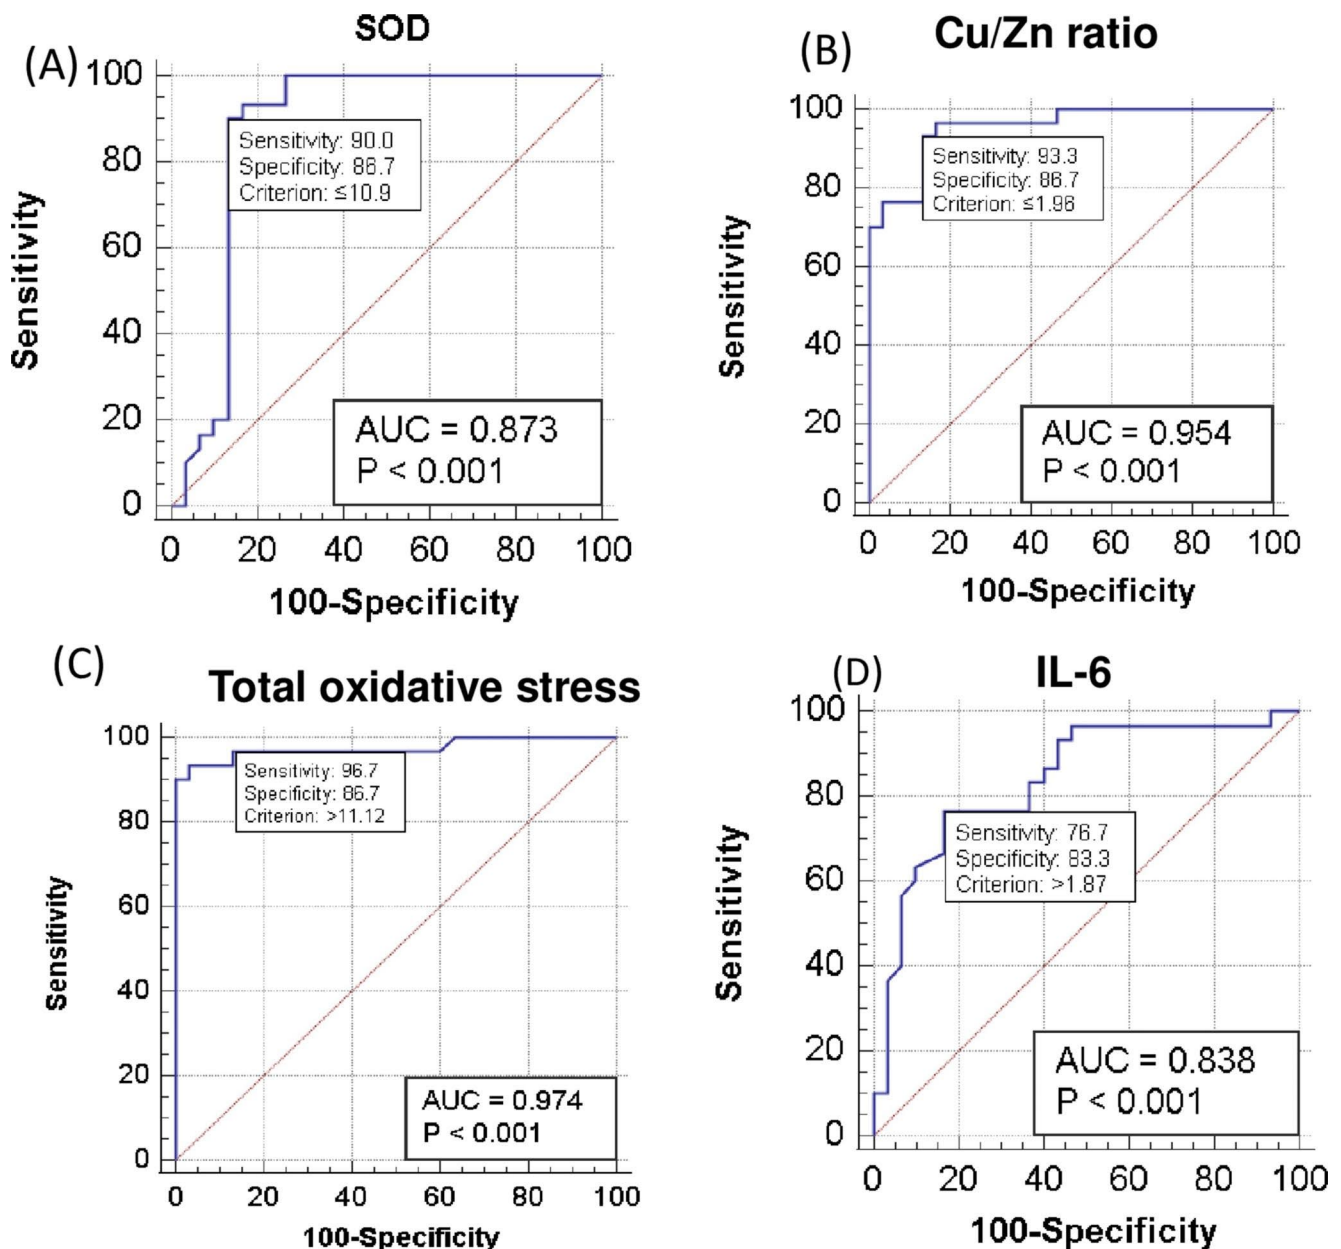 (A)
SOD
100
80
60
40
20
0
Sensitivity
Sensitivity: 90.0
Specificity: 86.7
Criterion: ≤10.9
AUC = 0.873
P < 0.001
0 20 40 60 80 100
100-Specificity
(B)
Cu/Zn ratio
100
80
60
40
20
0
Sensitivity
Sensitivity: 93.3
Specificity: 86.7
Criterion: ≤1.96
AUC = 0.954
P < 0.001
0 20 40 60 80 100
100-Specificity
(C)
Total oxidative stress
100
80
60
40
20
0
Sensitivity
Sensitivity: 96.7
Specificity: 86.7
Criterion: >11.12
AUC = 0.974
P < 0.001
0 20 40 60 80 100
100-Specificity
(D)
IL-6
100
80
60
40
20
0
Sensitivity
Sensitivity: 76.7
Specificity: 83.3
Criterion: >1.87
AUC = 0.838
P < 0.001
0 20 40 60 80 100
100-Specificity